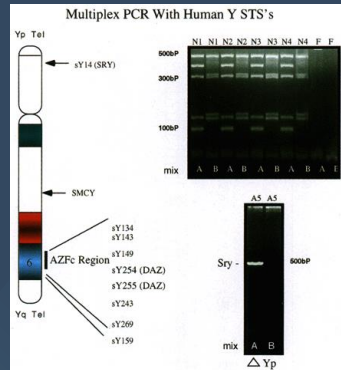 Multiplex PCR With Human Y STS's
Yp Tel
sY14 (SRY)
SMCY
6
AZFc Region
sY134
sY143
sY149
sY254 (DAZ)
sY255 (DAZ)
sY243
sY269
sY159
Yq Tel
N1 N1 N2 N2 N3 N3 N4 N4 F F
500bP
300bP
100bP
mix A B A B A B A B A
A5 A5
Sry -
500bP
mix A B
△ Yp